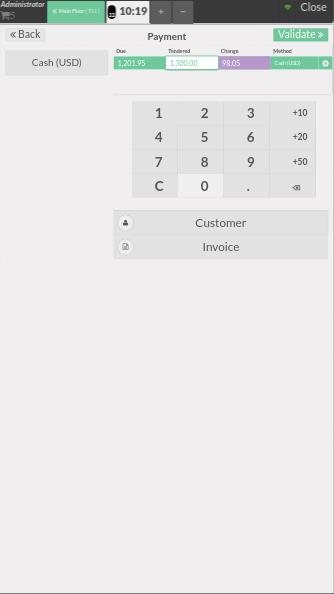 Administrator
« Main Floor ( T51 )
10:19
+
−
Close
« Back
Payment
Validate »
Due
Tendered
Change
Method
1,201.95
1,300.00
98.05
Cash (USD)
Cash (USD)
1
2
3
+10
4
5
6
+20
7
8
9
+50
C
0
.
Customer
Invoice